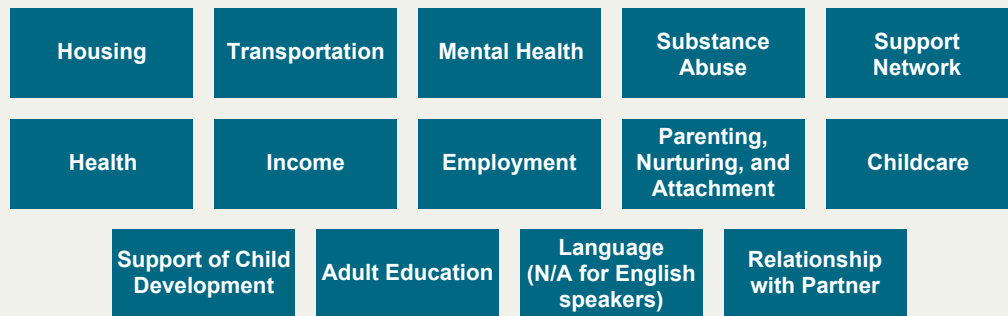 Housing
Transportation
Mental Health
Substance
Abuse
Support
Network
Health
Income
Employment
Parenting,
Nurturing, and
Attachment
Childcare
Support of Child
Development
Adult Education
Language
(N/A for English
speakers)
Relationship
with Partner